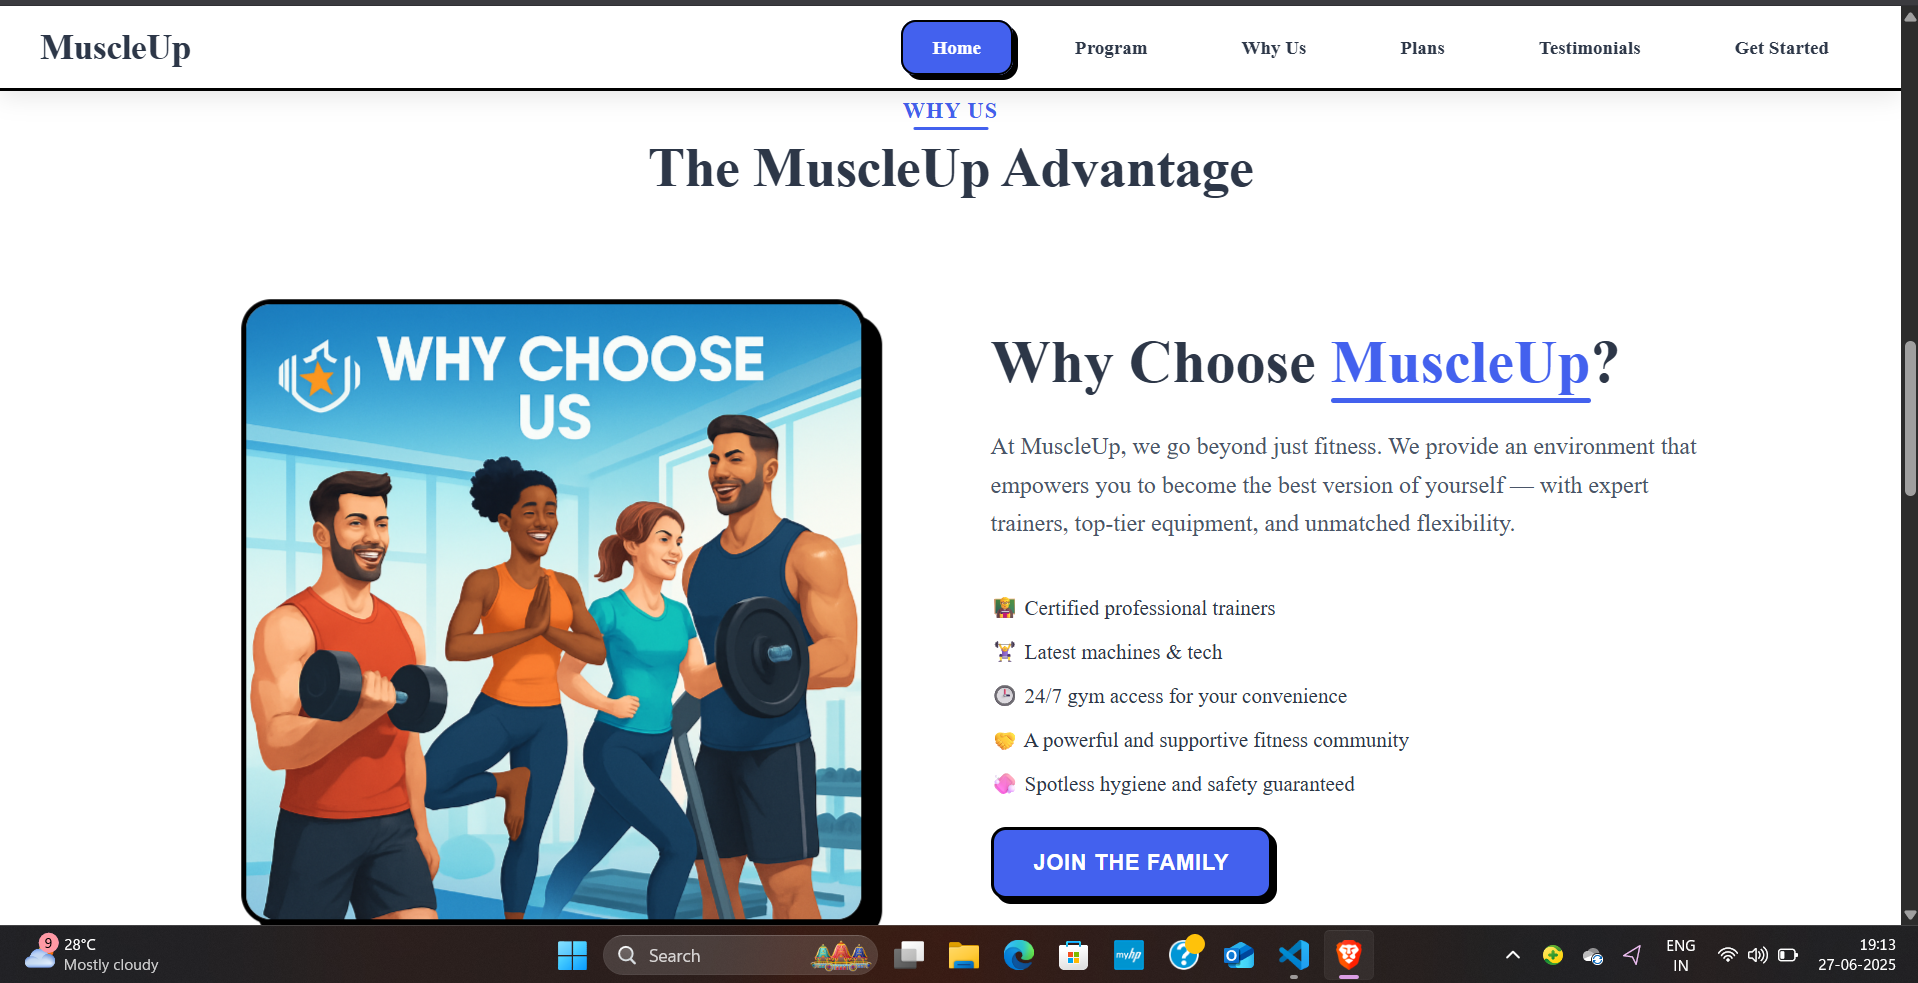 MuscleUp
Home
Program
Why Us
Plans
Testimonials
Get Started
WHY US
The MuscleUp Advantage
WHY CHOOSE
US
Why Choose MuscleUp?
At MuscleUp, we go beyond just fitness. We provide an environment that
empowers you to become the best version of yourself — with expert
trainers, top-tier equipment, and unmatched flexibility.
Certified professional trainers
Latest machines & tech
24/7 gym access for your convenience
A powerful and supportive fitness community
Spotless hygiene and safety guaranteed
JOIN THE FAMILY
9
28°C
Mostly cloudy
Search
myhp
ENG
IN
19:13
27-06-2025